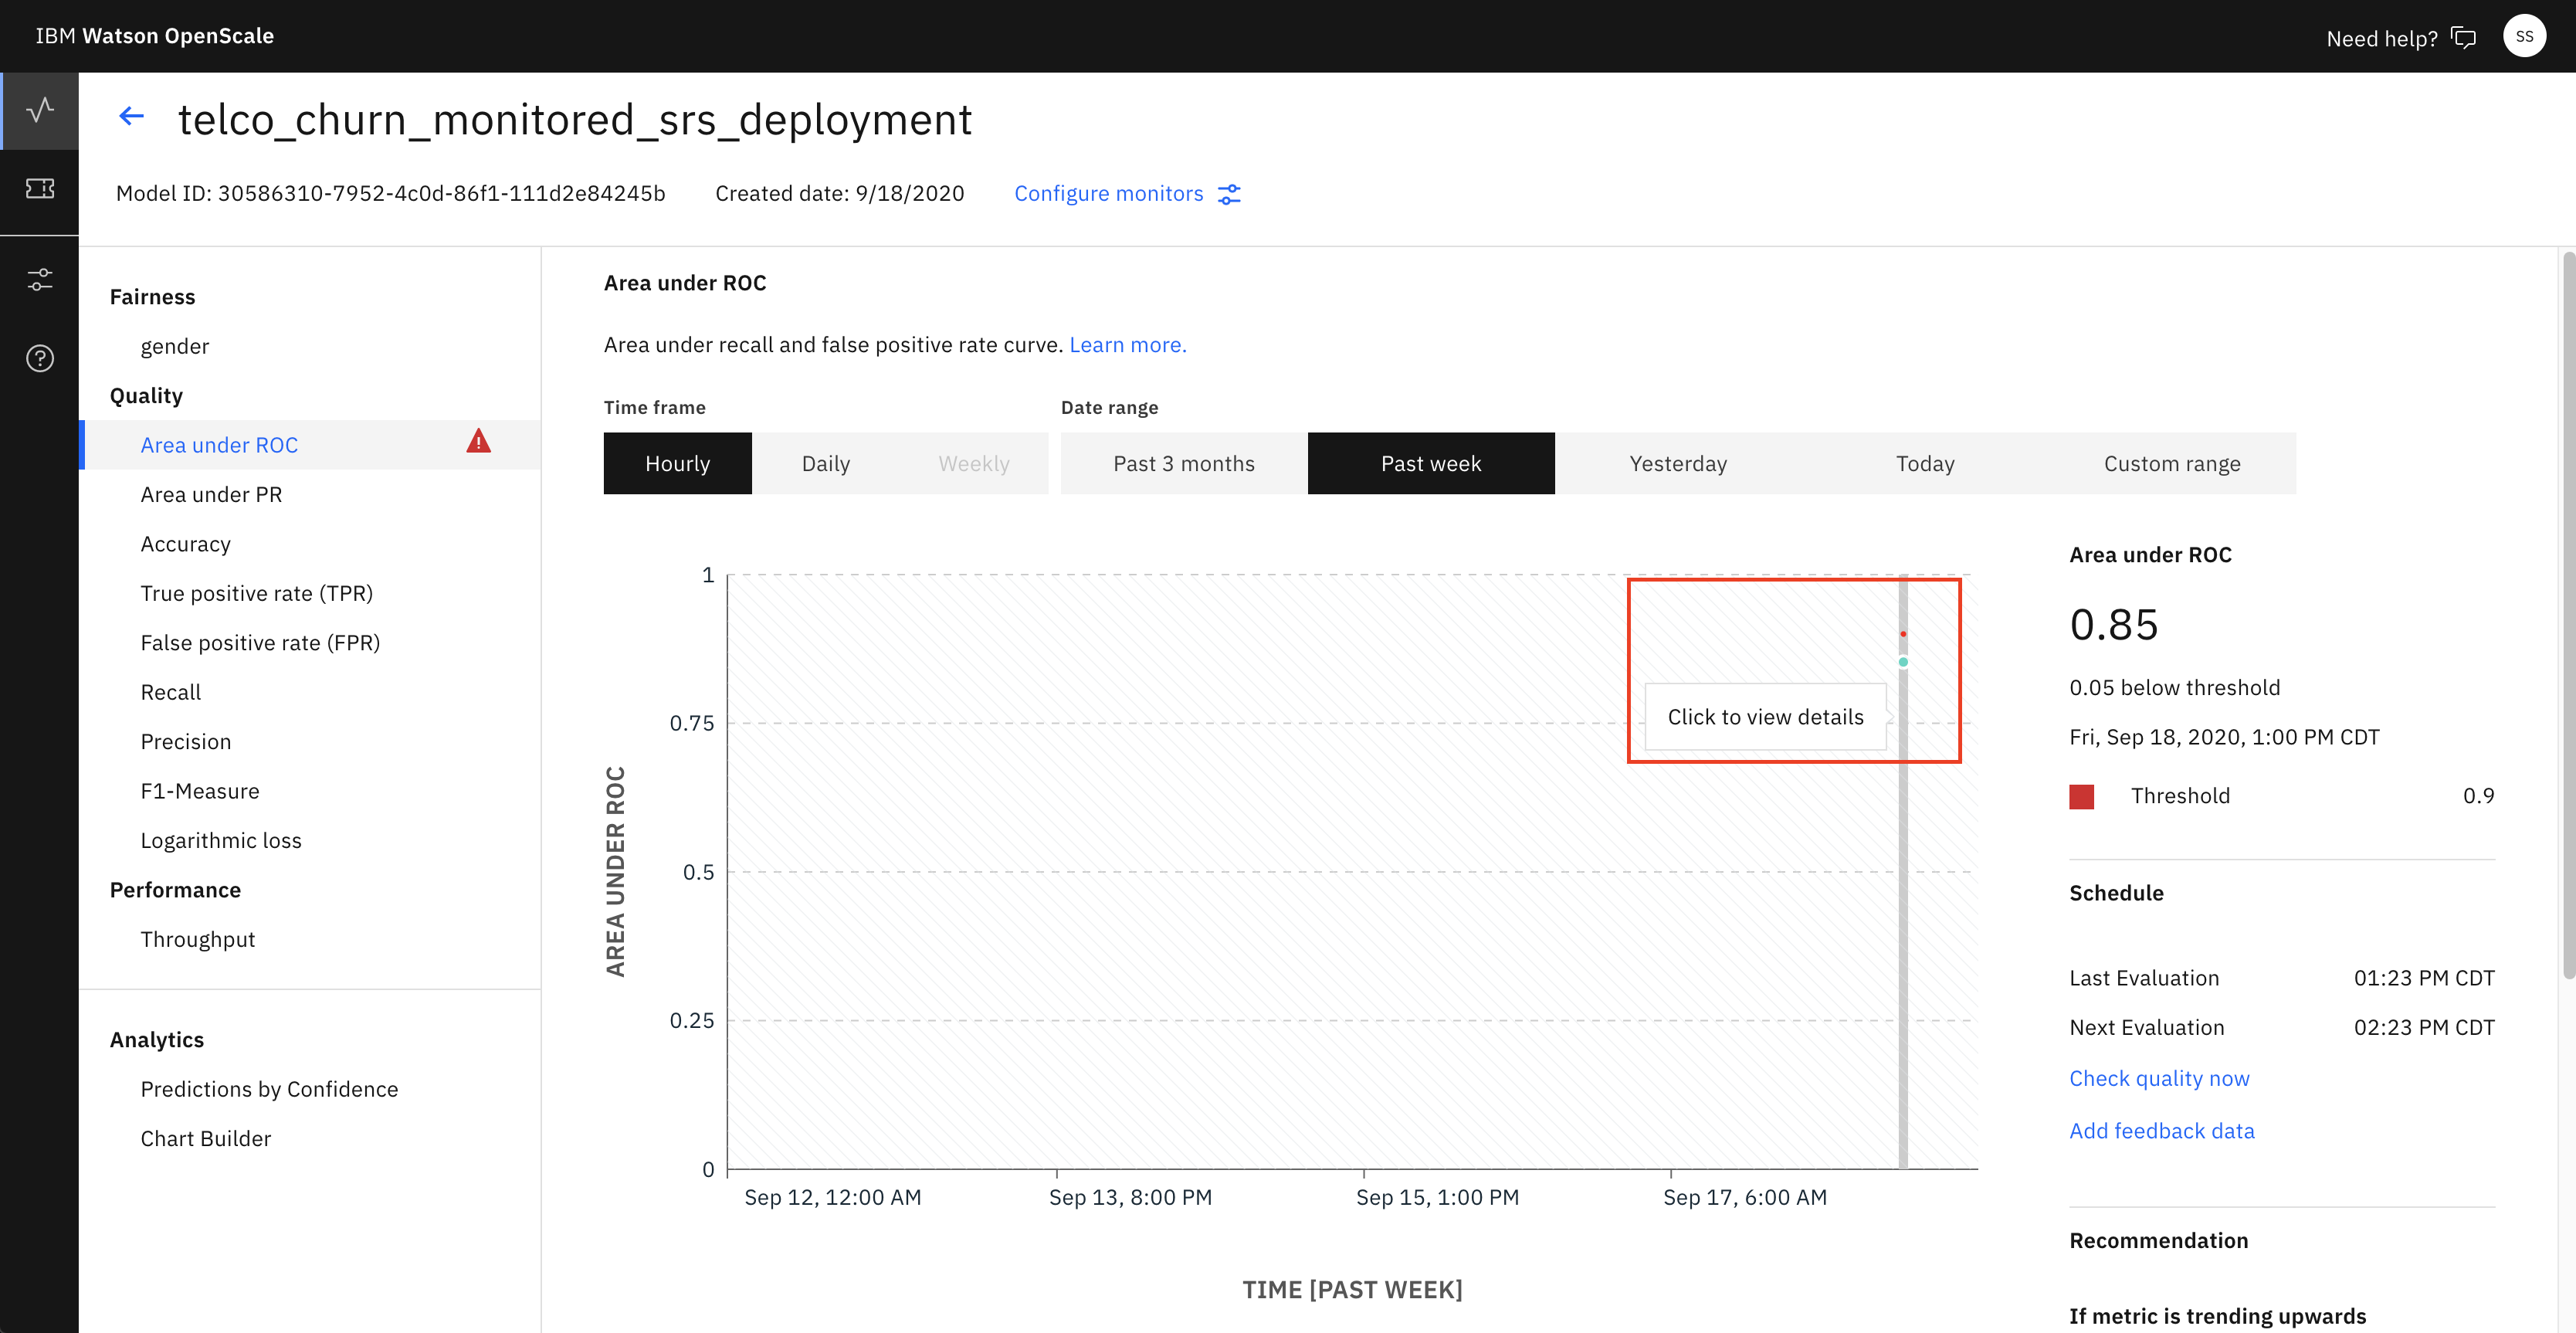 IBM Watson OpenScale
Need help?
SS
telco_churn_monitored_srs_deployment
Model ID: 30586310-7952-4c0d-86f1-111d2e84245b
Created date: 9/18/2020
Configure monitors
Fairness
gender
Quality
Area under ROC
Area under PR
Accuracy
True positive rate (TPR)
False positive rate (FPR)
Recall
Precision
F1-Measure
Logarithmic loss
Performance
Throughput
Analytics
Predictions by Confidence
Chart Builder
Area under ROC
Area under recall and false positive rate curve. Learn more.
Time frame
Hourly
Daily
Weekly
Date range
Past 3 months
Past week
Yesterday
Today
Custom range
AREA UNDER ROC
1
0.75
0.5
0.25
0
Click to view details
Sep 12, 12:00 AM
Sep 13, 8:00 PM
Sep 15, 1:00 PM
Sep 17, 6:00 AM
TIME [PAST WEEK]
Area under ROC
0.85
0.05 below threshold
Fri, Sep 18, 2020, 1:00 PM CDT
Threshold 0.9
Schedule
Last Evaluation 01:23 PM CDT
Next Evaluation 02:23 PM CDT
Check quality now
Add feedback data
Recommendation
If metric is trending upwards